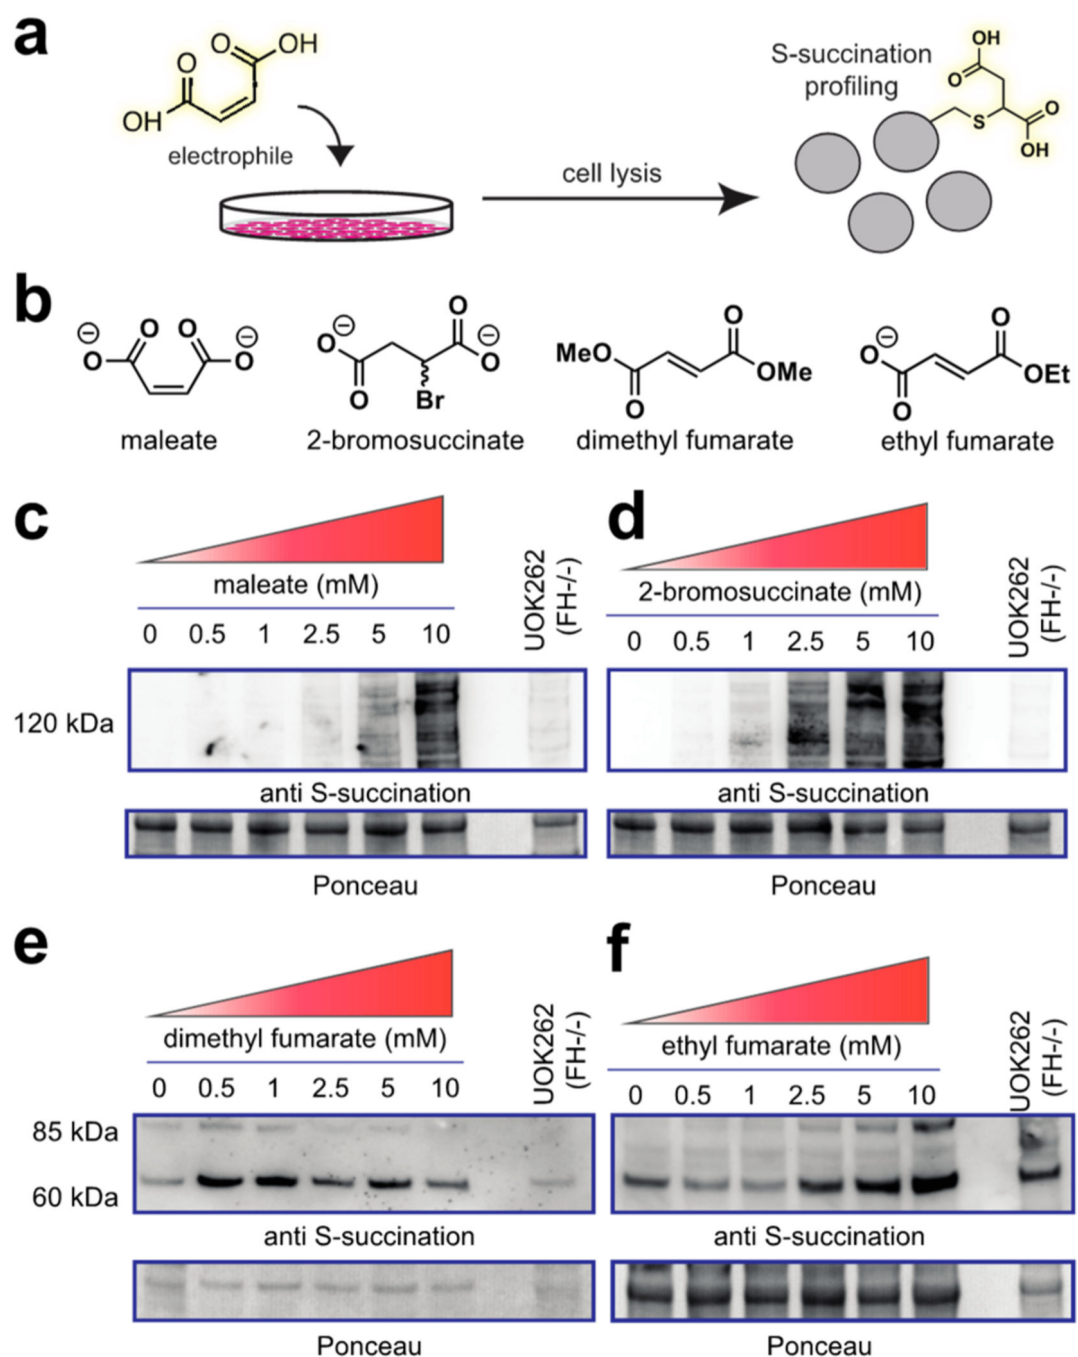 a
O
O
OH
OH
electrophile
cell lysis
S-succination
profiling
OH
O
S
O
OH
b
O
O
O
O
maleate
O
O
O
O
Br
2-bromosuccinate
MeO
O
O
OMe
dimethyl fumarate
O
O
O
OEt
ethyl fumarate
c
maleate (mM)
0 0.5 1 2.5 5 10
UOK262
(FH-/-)
120 kDa
anti S-succination
Ponceau
d
2-bromosuccinate (mM)
0 0.5 1 2.5 5 10
UOK262
(FH-/-)
anti S-succination
Ponceau
e
dimethyl fumarate (mM)
0 0.5 1 2.5 5 10
UOK262
(FH-/-)
85 kDa
60 kDa
anti S-succination
Ponceau
f
ethyl fumarate (mM)
0 0.5 1 2.5 5 10
UOK262
(FH-/-)
anti S-succination
Ponceau